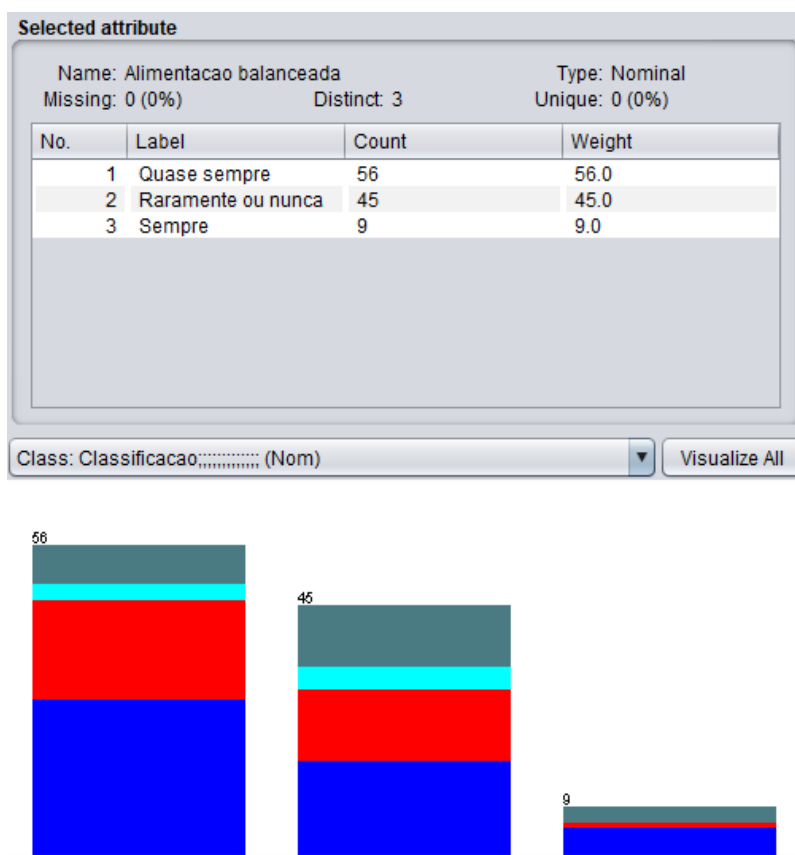 Selected attribute
Name: Alimentacao balanceada Type: Nominal
Missing: 0 (0%) Distinct: 3 Unique: 0 (0%)
No. Label Count Weight
1 Quase sempre 56 56.0
2 Raramente ou nunca 45 45.0
3 Sempre 9 9.0
Class: Classificacao;;;;;;;;;;;;; (Nom) Visualize All
56
45
9